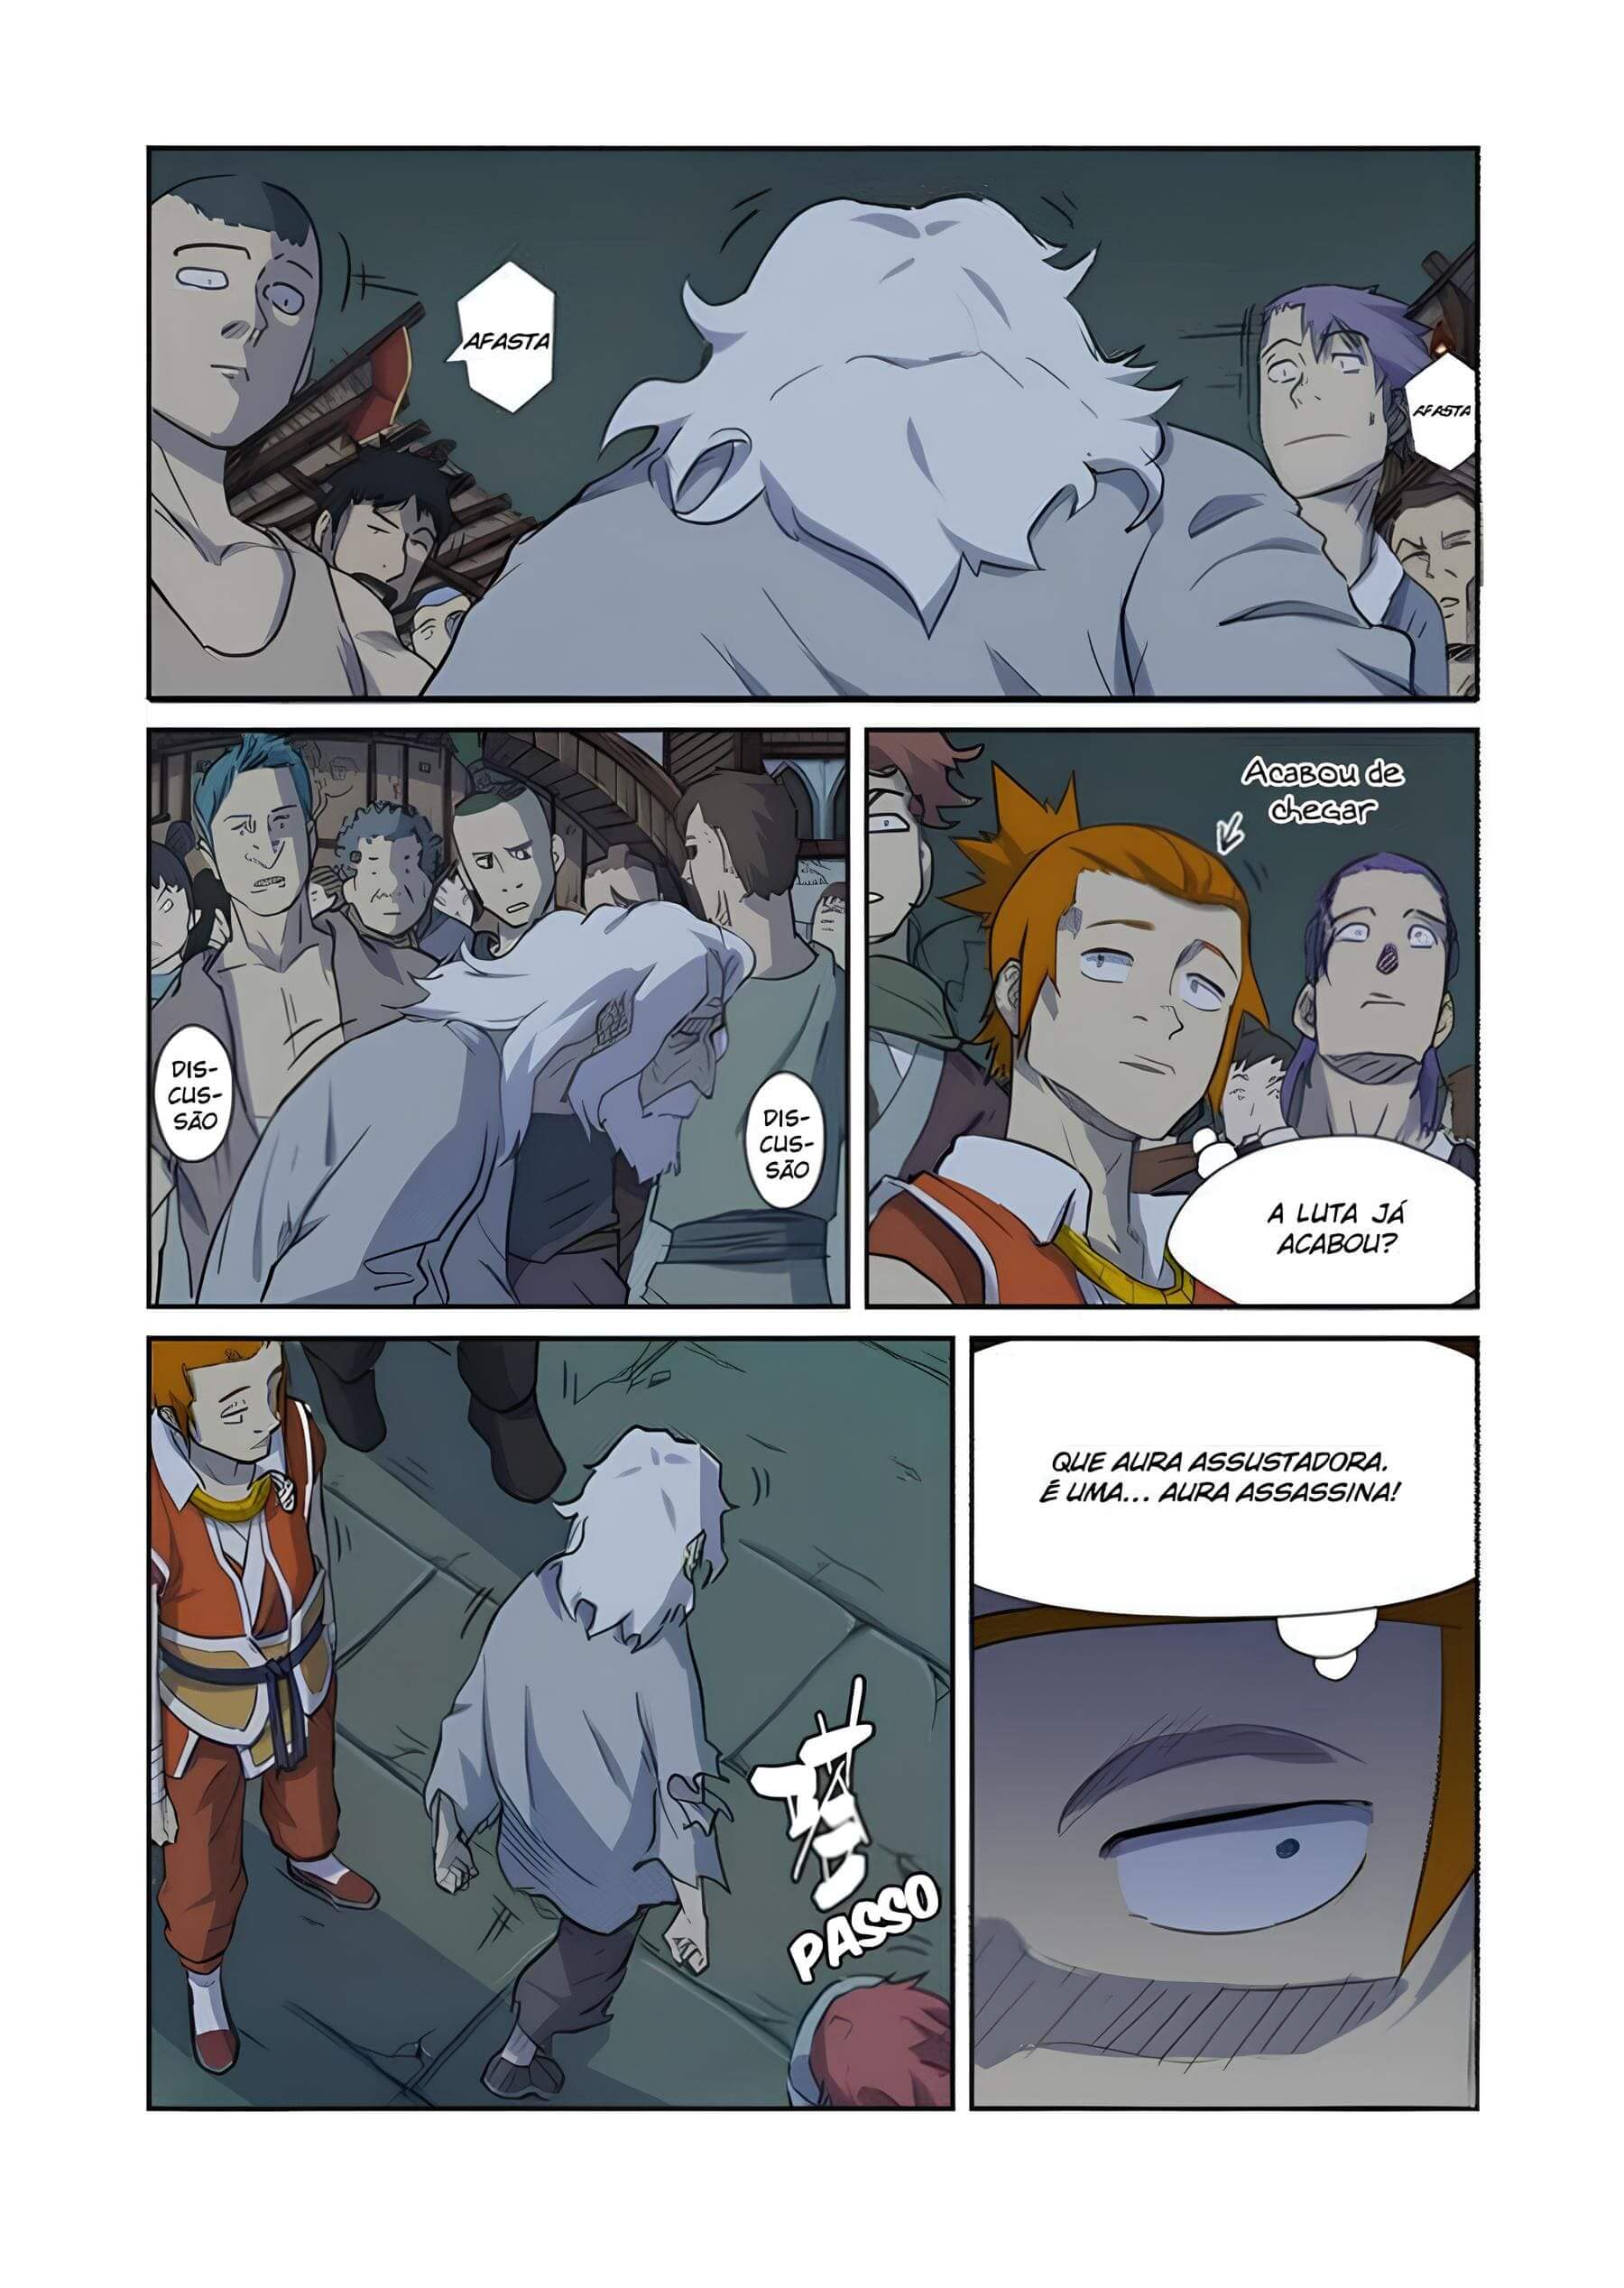 AFASTA
AFASTA
DIS-
CUS-
SÃO
DIS-
CUS-
SÃO
Acabou de
chegar
A LUTA JÁ
ACABOU?
PASSO
QUE AURA ASSUSTADORA.
É UMA... AURA ASSASSINA!